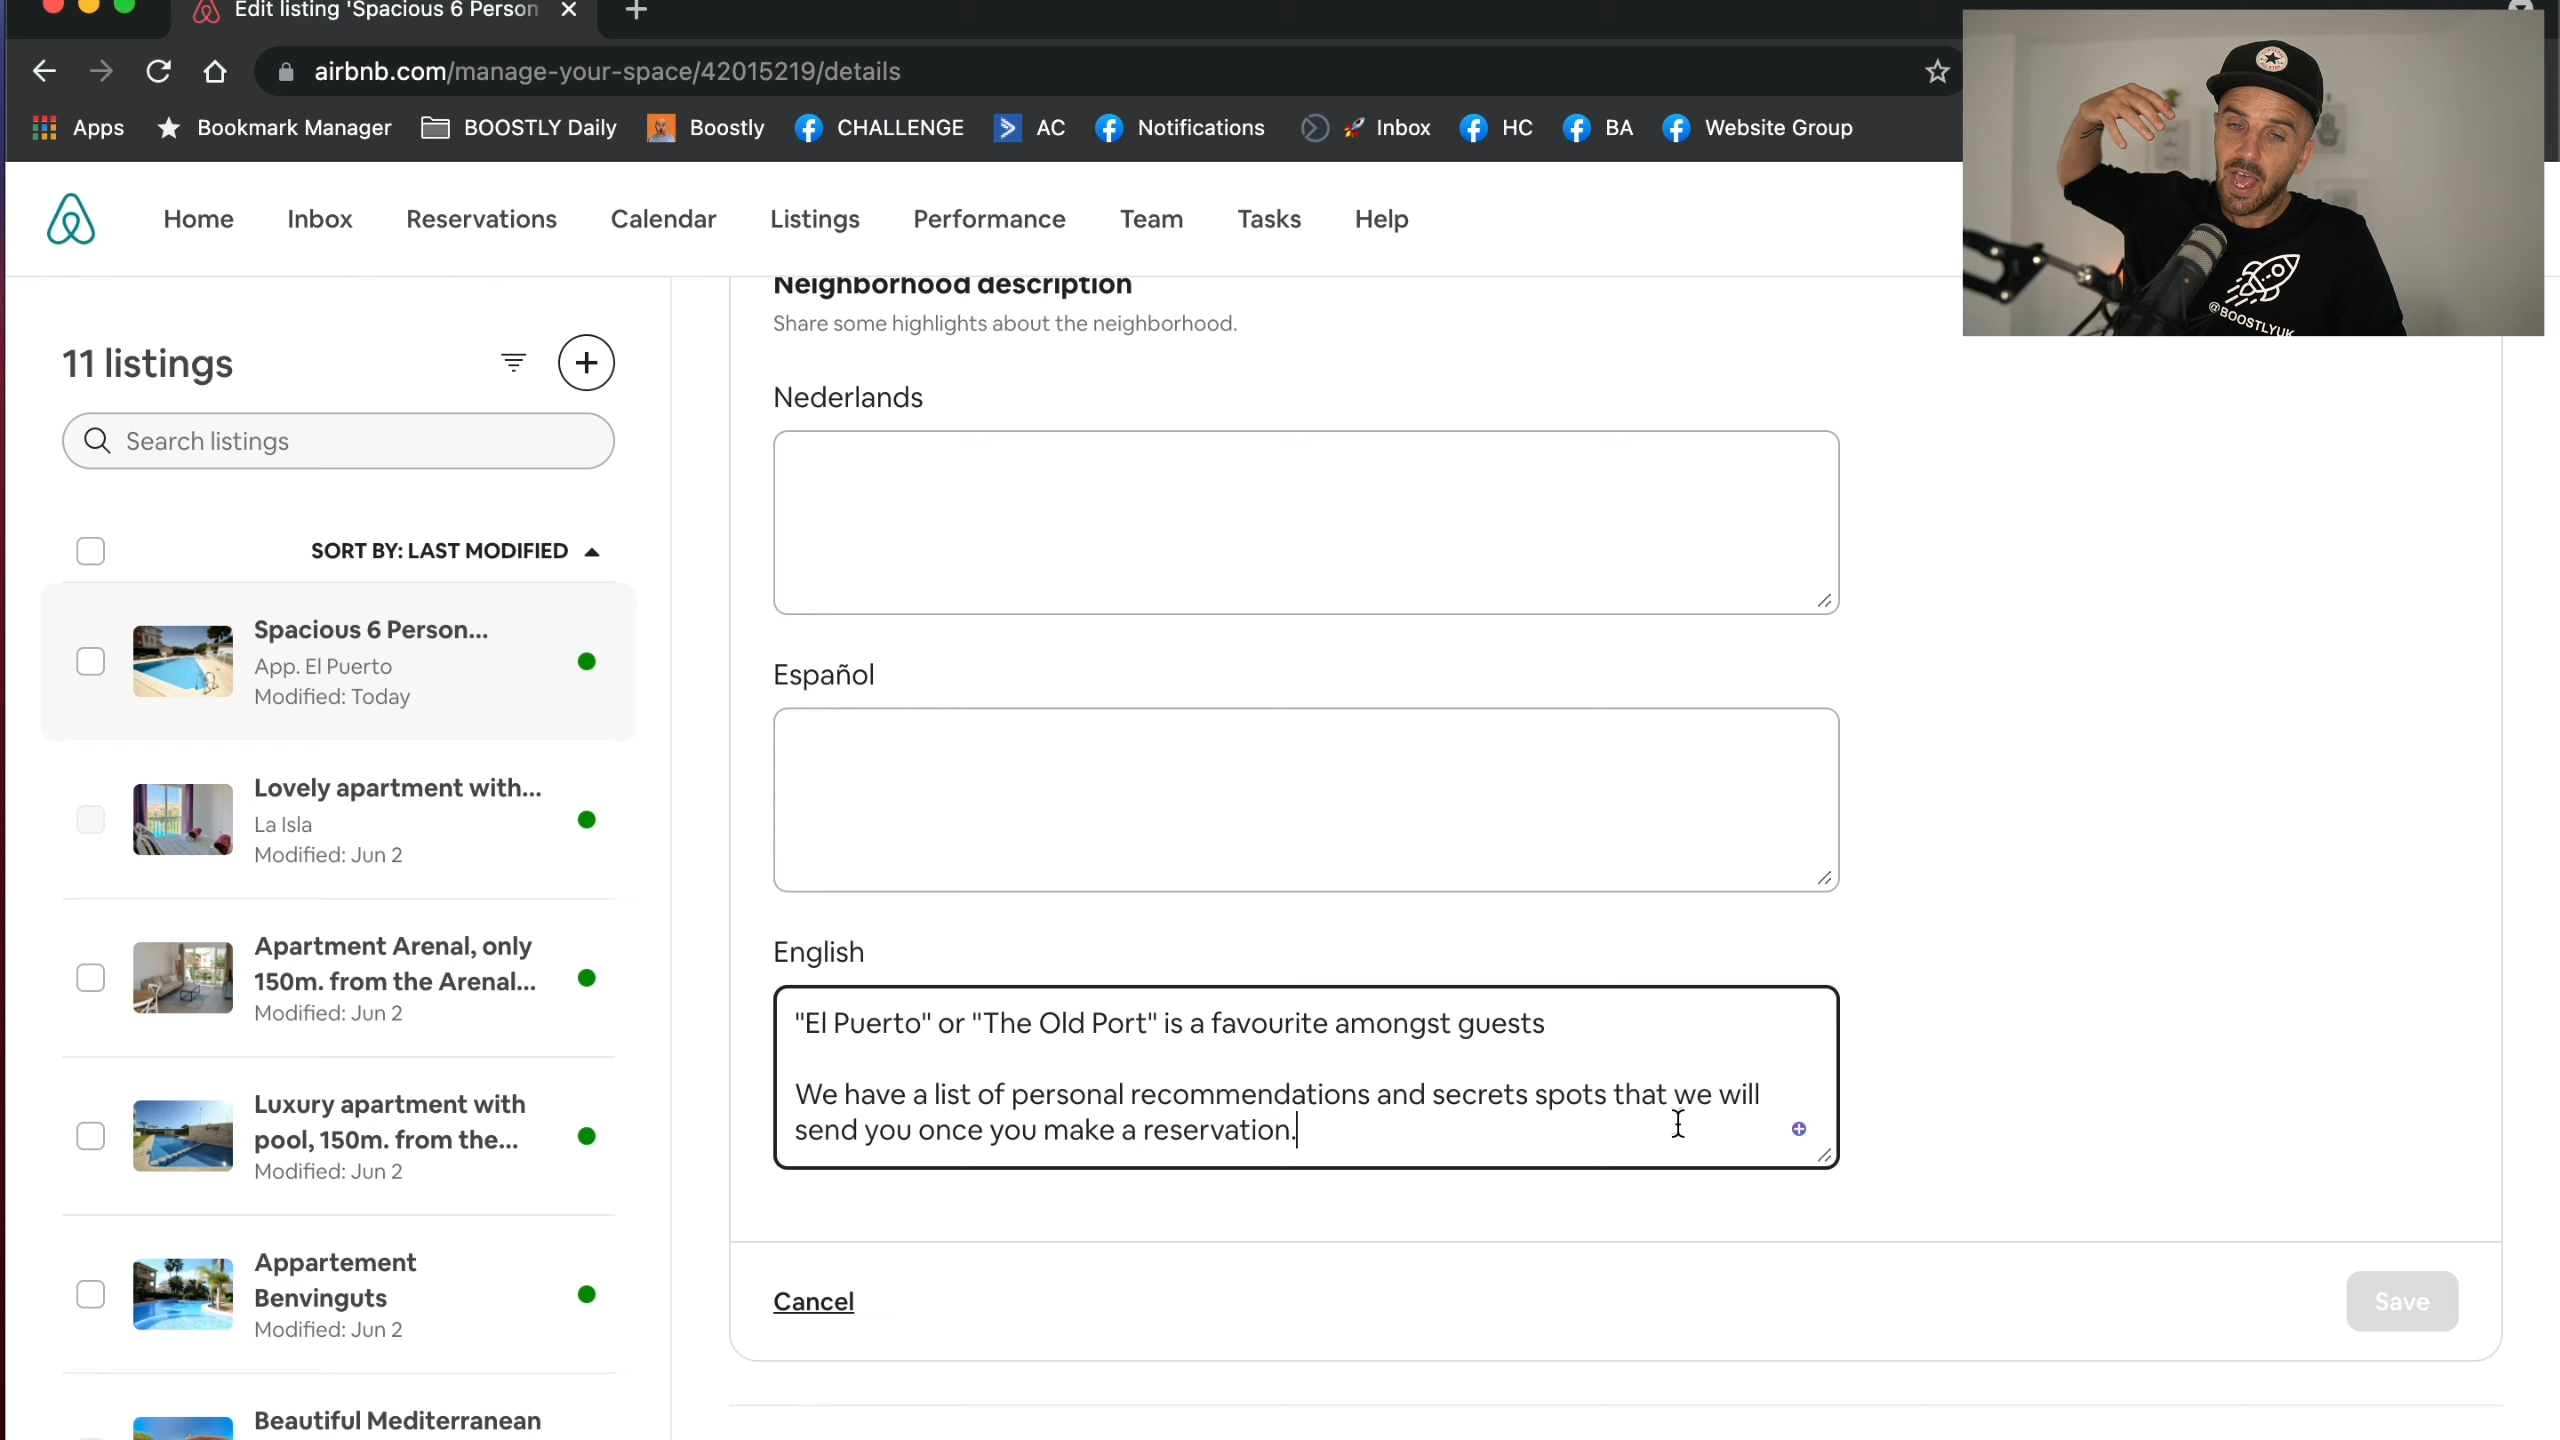 Edit listing 'Spacious 6 Person
airbnb.com/manage-your-space/42015219/details
Apps
Bookmark Manager
BOOSTLY Daily
Boostly
CHALLENGE
AC
Notifications
Inbox
HC
BA
Website Group
@BOOSTLYUK
Home
Inbox
Reservations
Calendar
Listings
Performance
Team
Tasks
Help
11 listings
Search listings
SORT BY: LAST MODIFIED
Spacious 6 Person...
App. El Puerto
Modified: Today
Lovely apartment with...
La Isla
Modified: Jun 2
Apartment Arenal, only
150m. from the Arenal...
Modified: Jun 2
Luxury apartment with
pool, 150m. from the...
Modified: Jun 2
Appartement
Benvinguts
Modified: Jun 2
Beautiful Mediterranean
Neighborhood description
Share some highlights about the neighborhood.
Nederlands
Español
English
"El Puerto" or "The Old Port" is a favourite amongst guests
We have a list of personal recommendations and secrets spots that we will
send you once you make a reservation.
Cancel
Save